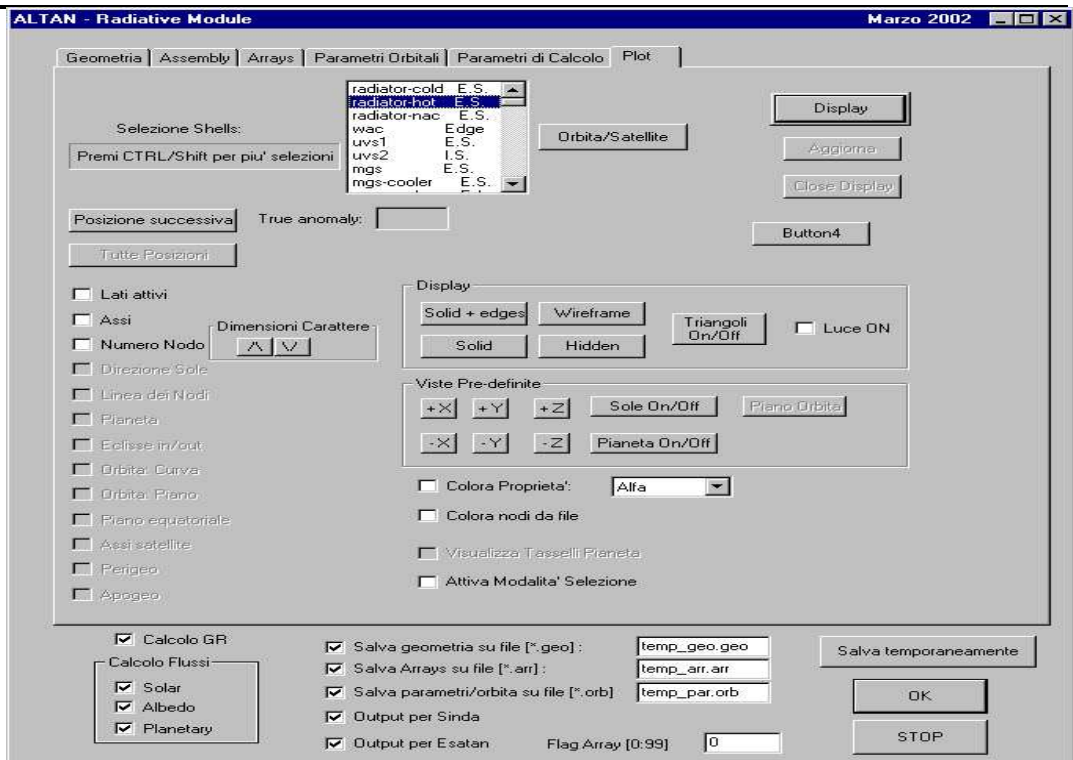 ALTAN - Radiative Module Marzo 2002
Geometria Assembly Arrays Parametri Orbitali Parametri di Calcolo Plot
Selezione Shells:
Premi CTRL/Shift per piu' selezioni
radiator-cold E.S.
radiator-hot E.S.
radiator-nac E.S.
wac Edge
uvs1 E.S.
uvs2 I.S.
mgs E.S.
mgs-cooler E.S.
Orbita/Satellite
Display
Aggiorna
Close Display
Button4
Posizione successiva True anomaly:
Tutte Posizioni
Lati attivi
Assi
Numero Nodo
Dimensioni Carattere
/\ \/
Direzione Sole
Linea dei Nodi
Pianeta
Eclisse in/out
Orbita: Curva
Orbita: Piano
Piano equatoriale
Assi satellite
Perigeo
Apogeo
Display
Solid + edges Wireframe
Solid Hidden
Triangoli
On/Off
Luce ON
Viste Pre-definite
+X +Y +Z Sole On/Off Piano Orbita
-X -Y -Z Pianeta On/Off
Colora Proprieta': Alfa
Colora nodi da file
Visualizza Tasselli Pianeta
Attiva Modalita' Selezione
Calcolo GR
Calcolo Flussi
Solar
Albedo
Planetary
Salva geometria su file [*.geo] : temp_geo.geo
Salva Arrays su file [*.arr] : temp_arr.arr
Salva parametri/orbita su file [*.orb] temp_par.orb
Output per Sinda
Output per Esatan Flag Array [0:99] 0
Salva temporaneamente
OK
STOP